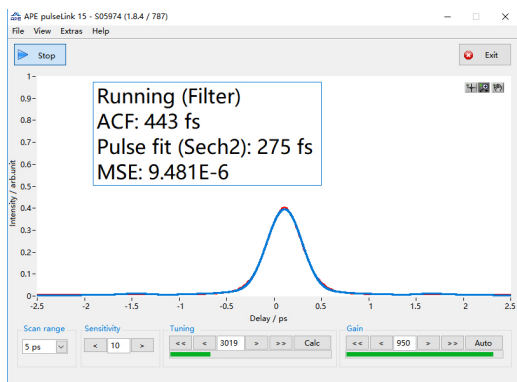 APE pulseLink 15 - S05974 (1.8.4 / 787)
File View Extras Help
Stop
Exit
Running (Filter)
ACF: 443 fs
Pulse fit (Sech2): 275 fs
MSE: 9.481E-6
Intensity / arb.unit
1
0.9
0.8
0.7
0.6
0.5
0.4
0.3
0.2
0.1
0
-2.5 -2 -1.5 -1 -0.5 0 0.5 1 1.5 2 2.5
Delay / ps
Scan range
5 ps
Sensitivity
< 10 >
Tuning
<< < 3019 > >> Calc
Gain
<< < 950 > >> Auto